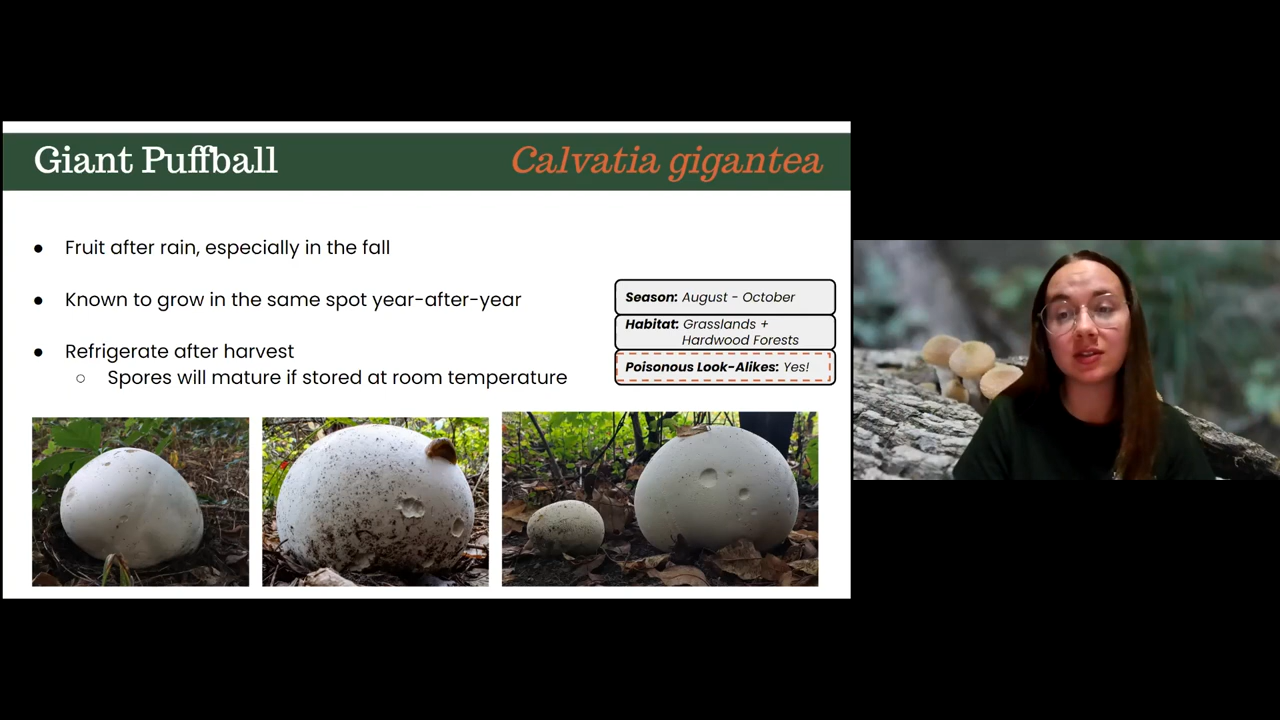 Giant Puffball
Calvatia gigantea
● Fruit after rain, especially in the fall
● Known to grow in the same spot year-after-year
● Refrigerate after harvest
○ Spores will mature if stored at room temperature
Season: August - October
Habitat: Grasslands +
Hardwood Forests
Poisonous Look-Alikes: Yes!